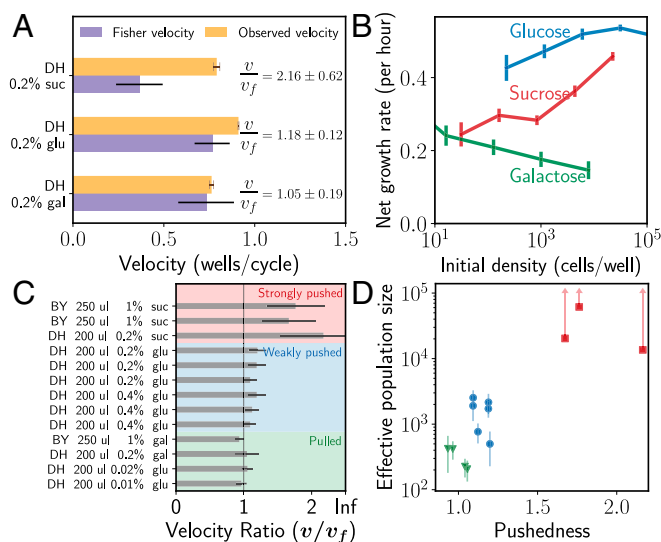 A
Fisher velocity
Observed velocity
DH
0.2% suc
v/v_f = 2.16 ± 0.62
DH
0.2% glu
v/v_f = 1.18 ± 0.12
DH
0.2% gal
v/v_f = 1.05 ± 0.19
0.0 0.5 1.0 1.5
Velocity (wells/cycle)
B
Net growth rate (per hour)
0.4
0.2
0.0
Glucose
Sucrose
Galactose
10^1 10^3 10^5
Initial density (cells/well)
C
Strongly pushed
BY 250 ul 1% suc
BY 250 ul 1% suc
DH 200 ul 0.2% suc
Weakly pushed
DH 200 ul 0.2% glu
DH 200 ul 0.2% glu
DH 200 ul 0.2% glu
DH 200 ul 0.4% glu
DH 200 ul 0.4% glu
DH 200 ul 0.4% glu
Pulled
BY 250 ul 1% gal
DH 200 ul 0.2% gal
DH 200 ul 0.02% glu
DH 200 ul 0.01% glu
0 1 2 Inf
Velocity Ratio (v/v_f)
D
Effective population size
10^5
10^4
10^3
10^2
1.0 1.5 2.0
Pushedness